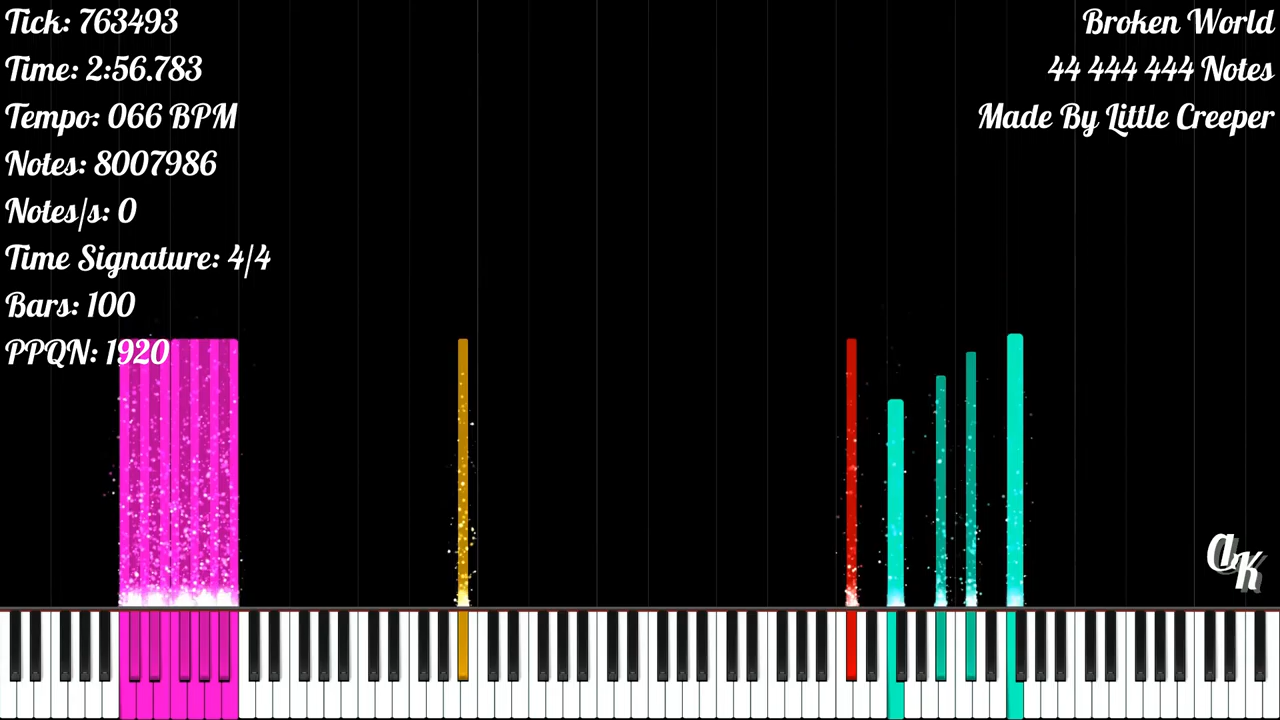 Tick: 763493
Time: 2:56.783
Tempo: 066 BPM
Notes: 8007986
Notes/s: 0
Time Signature: 4/4
Bars: 100
PPQN: 1920
Broken World
44 444 444 Notes
Made By Little Creeper
aK